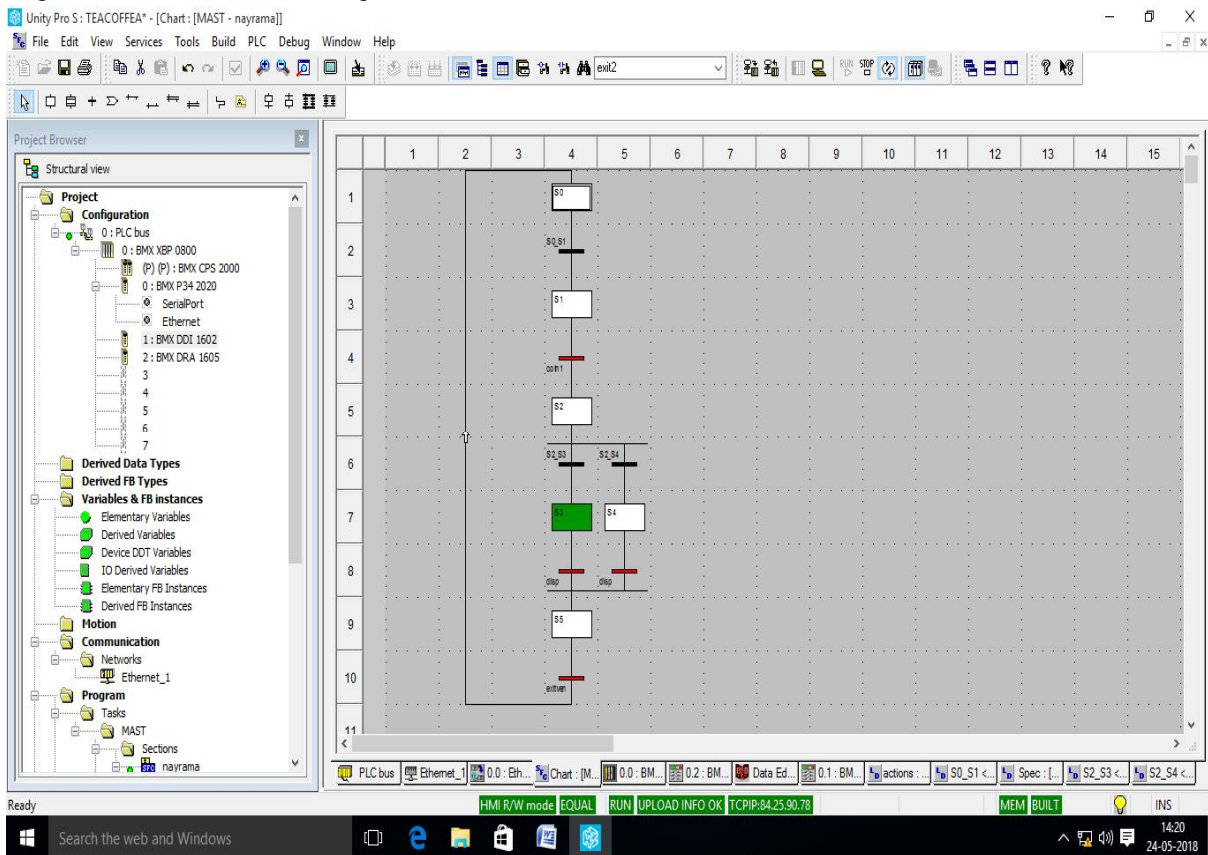 Unity Pro S : TEACOFFEA* - [Chart : [MAST - nayrama]]
File Edit View Services Tools Build PLC Debug Window Help
exit2
RUN STOP
Project Browser
Structural view
Project
Configuration
0 : PLC bus
0 : BMX XBP 0800
(P) (P) : BMX CPS 2000
0 : BMX P34 2020
SerialPort
Ethernet
1 : BMX DDI 1602
2 : BMX DRA 1605
3
4
5
6
7
Derived Data Types
Derived FB Types
Variables & FB instances
Elementary Variables
Derived Variables
Device DDT Variables
IO Derived Variables
Elementary FB Instances
Derived FB Instances
Motion
Communication
Networks
Ethernet_1
Program
Tasks
MAST
Sections
nayrama
1 2 3 4 5 6 7 8 9 10 11 12 13 14 15
1
S0
2
S0_S1
3
S1
4
coin1
5
S2
6
S2_S3 S2_S4
7
S3 S4
8
disp disp
9
S5
10
11
PLC bus Ethernet_1 0.0 : Eth... Chart : [M... 0.0 : BM... 0.2 : BM... Data Ed... 0.1 : BM... actions : ... S0_S1 <... Spec : [... S2_S3 <... S2_S4 <...
Ready HMI R/W mode EQUAL RUN UPLOAD INFO OK TCPIP:84.25.90.78 MEM BUILT INS
Search the web and Windows
14:20
24-05-2018